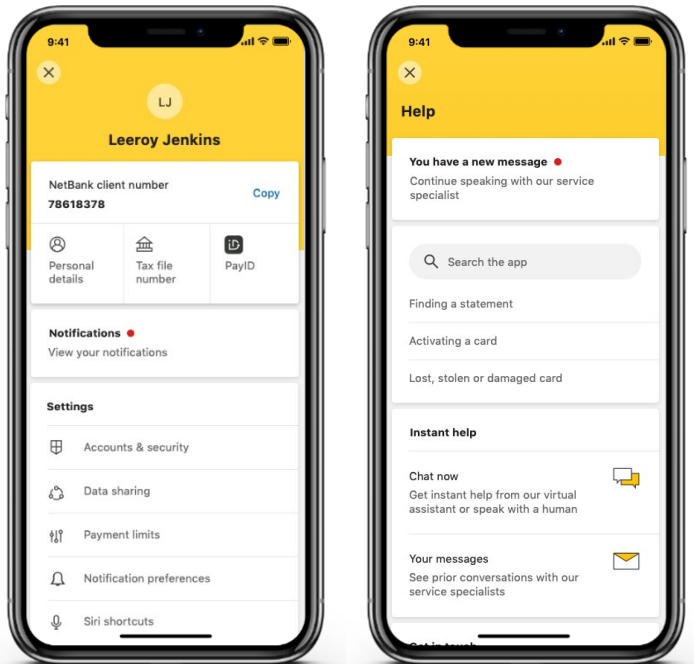 9:41
LJ
Leeroy Jenkins
NetBank client number
78618378
Copy
Personal
details
Tax file
number
PayID
Notifications
View your notifications
Settings
Accounts & security
Data sharing
Payment limits
Notification preferences
Siri shortcuts
9:41
Help
You have a new message
Continue speaking with our service
specialist
Search the app
Finding a statement
Activating a card
Lost, stolen or damaged card
Instant help
Chat now
Get instant help from our virtual
assistant or speak with a human
Your messages
See prior conversations with our
service specialists
Get in touch